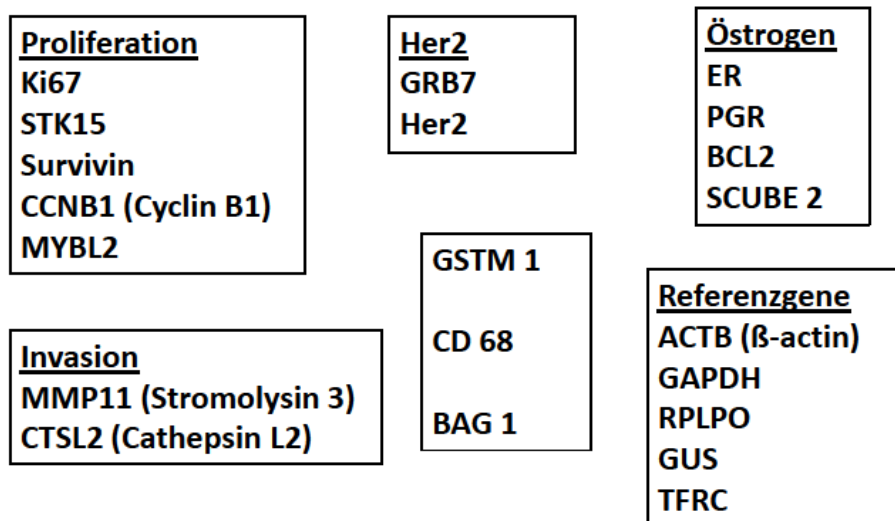 Proliferation
Ki67
STK15
Survivin
CCNB1 (Cyclin B1)
MYBL2
Her2
GRB7
Her2
Östrogen
ER
PGR
BCL2
SCUBE 2
Invasion
MMP11 (Stromolysin 3)
CTSL2 (Cathepsin L2)
GSTM 1
CD 68
BAG 1
Referenzgene
ACTB (ß-actin)
GAPDH
RPLPO
GUS
TFRC